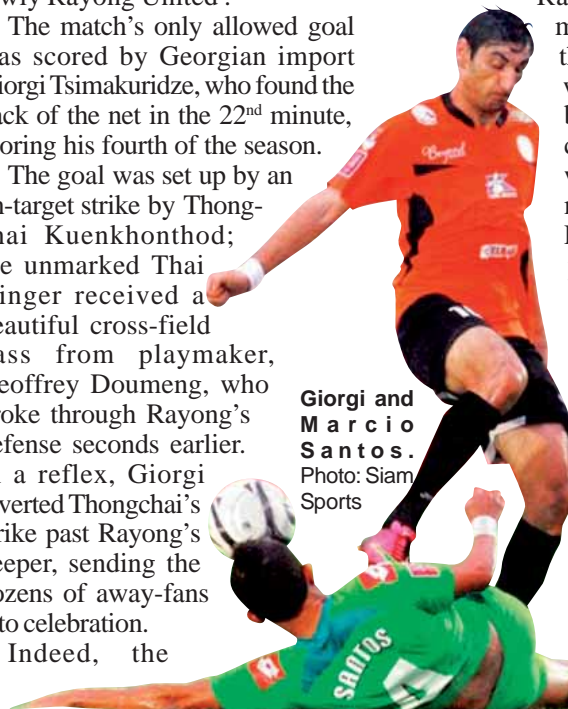 wly Rayong United'.
The match's only allowed goal
as scored by Georgian import
iorgi Tsimakuridze, who found the
ack of the net in the 22nd minute,
oring his fourth of the season.
The goal was set up by an
n-target strike by Thong-
hai Kuenkhonthod;
e unmarked Thai
inger received a
eautiful cross-field
ass from playmaker,
eoffrey Doumeng, who
roke through Rayong's
efense seconds earlier.
a reflex, Giorgi
verted Thongchai's
rike past Rayong's
eeper, sending the
ozens of away-fans
to celebration.
Indeed, the
Giorgi and
Marcio
Santos.
Photo: Siam
Sports
SANTOS
4